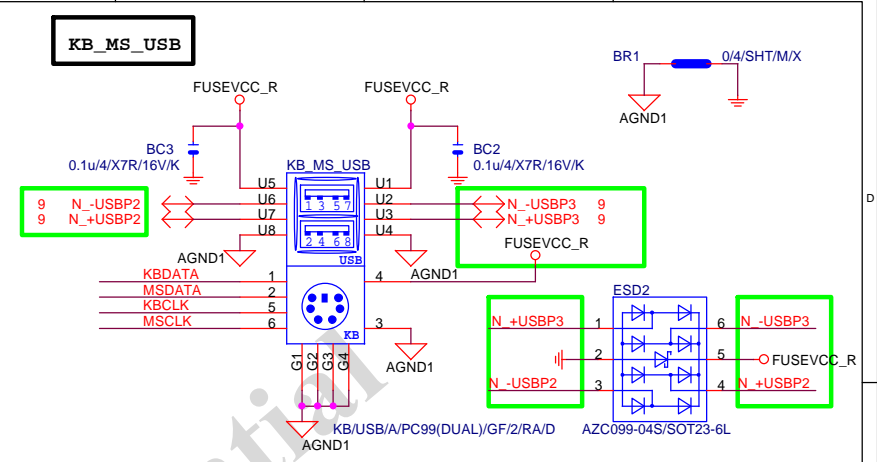 KB_MS_USB
BR1
0/4/SHT/M/X
AGND1
FUSEVCC_R
FUSEVCC_R
BC3
0.1u/4/X7R/16V/K
BC2
0.1u/4/X7R/16V/K
KB_MS_USB
U5
U1
9 N_-USBP2
U6
1 3 5 7
U2
N_-USBP3 9
9 N_+USBP2
U7
U3
N_+USBP3 9
U8
2 4 6 8
U4
D
FUSEVCC_R
AGND1
USB
AGND1
KBDATA 1
4
MSDATA 2
KBCLK 5
MSCLK 6
KB
3
ESD2
N_+USBP3 1
6 N_-USBP3
2
5 FUSEVCC_R
N_-USBP2 3
4 N_+USBP2
G1
G2
G3
G4
AGND1
AGND1
KB/USB/A/PC99(DUAL)/GF/2/RA/D
AZC099-04S/SOT23-6L